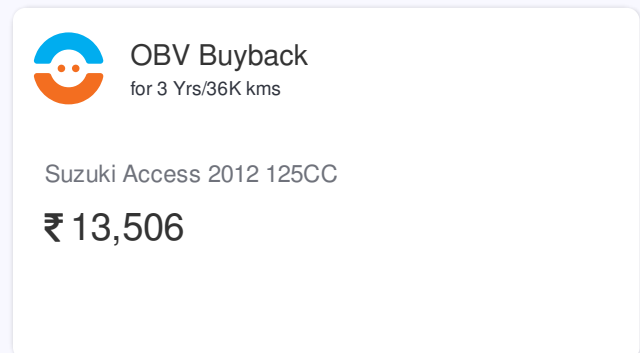 OBV Buyback
for 3 Yrs/36K kms
Suzuki Access 2012 125CC
₹ 13,506